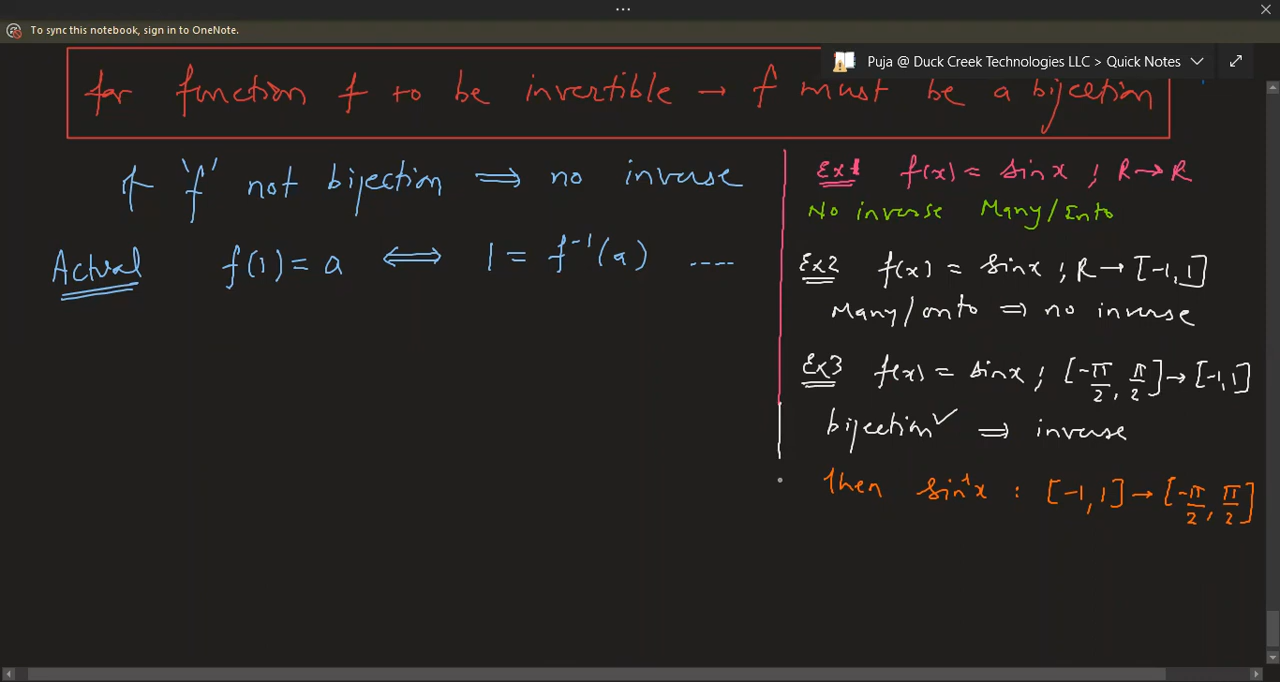 To sync this notebook, sign in to OneNote.
Puja @ Duck Creek Technologies LLC > Quick Notes
for function f to be invertible → f must be a bijection
If 'f' not bijection ⟹ no inverse
Actual f(1) = a ⟺ 1 = f⁻¹(a) ....
Ex1 f(x) = sinx ; R→R
No inverse Many/Into
Ex2 f(x) = sinx ; R→[-1,1]
Many/onto ⟹ no inverse
Ex3 f(x) = sinx ; [-π/2, π/2]→[-1,1]
bijection✓ ⟹ inverse
then sin⁻¹x : [-1,1]→[-π/2, π/2]